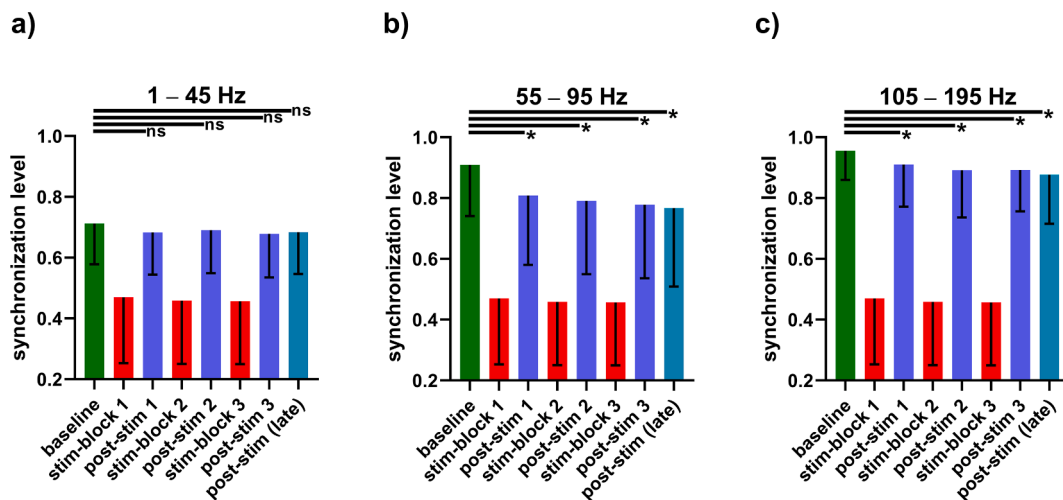 a)
1 – 45 Hz
ns
ns
ns
ns
synchronization level
1.0
0.8
0.6
0.4
0.2
baseline
stim-block 1
post-stim 1
stim-block 2
post-stim 2
stim-block 3
post-stim 3
post-stim (late)
b)
55 – 95 Hz
*
*
*
*
synchronization level
1.0
0.8
0.6
0.4
0.2
baseline
stim-block 1
post-stim 1
stim-block 2
post-stim 2
stim-block 3
post-stim 3
post-stim (late)
c)
105 – 195 Hz
*
*
*
*
synchronization level
1.0
0.8
0.6
0.4
0.2
baseline
stim-block 1
post-stim 1
stim-block 2
post-stim 2
stim-block 3
post-stim 3
post-stim (late)